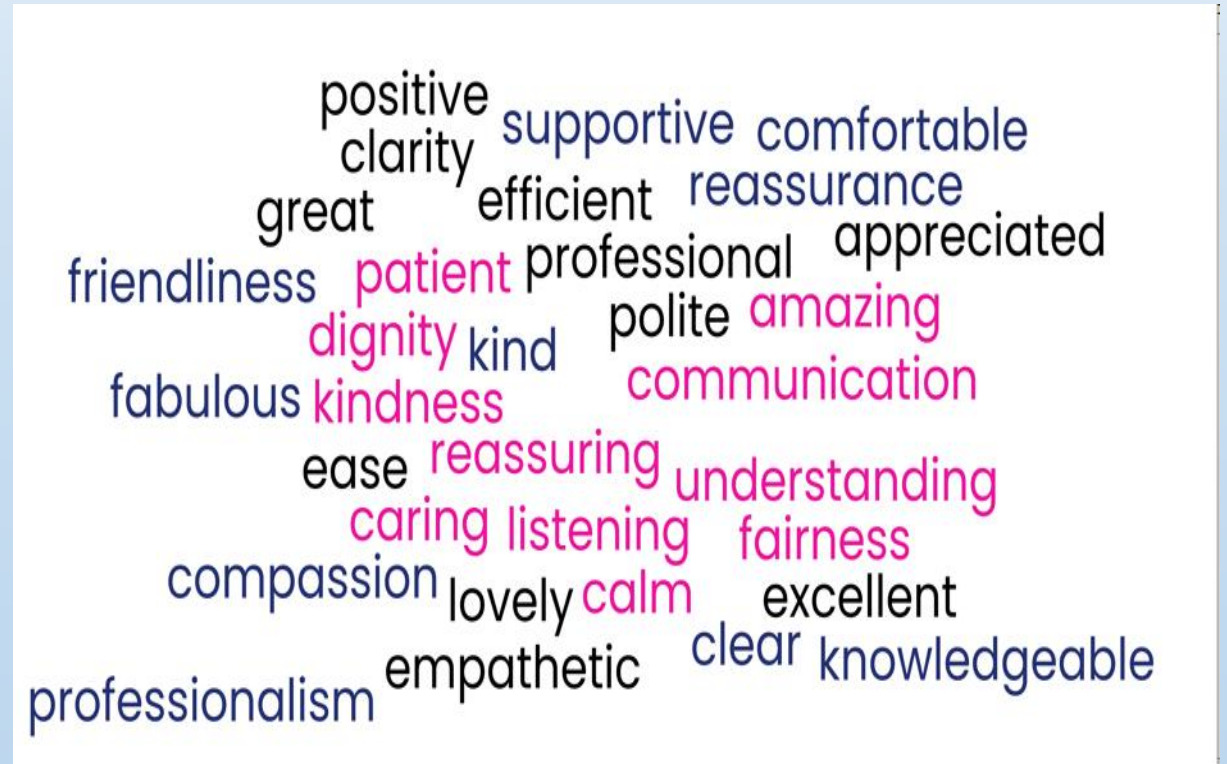 positive supportive comfortable
clarity efficient reassurance
great professional appreciated
friendliness patient polite amazing
dignity kind communication
fabulous kindness
ease reassuring understanding
caring listening fairness
compassion lovely calm excellent
empathetic clear knowledgeable
professionalism